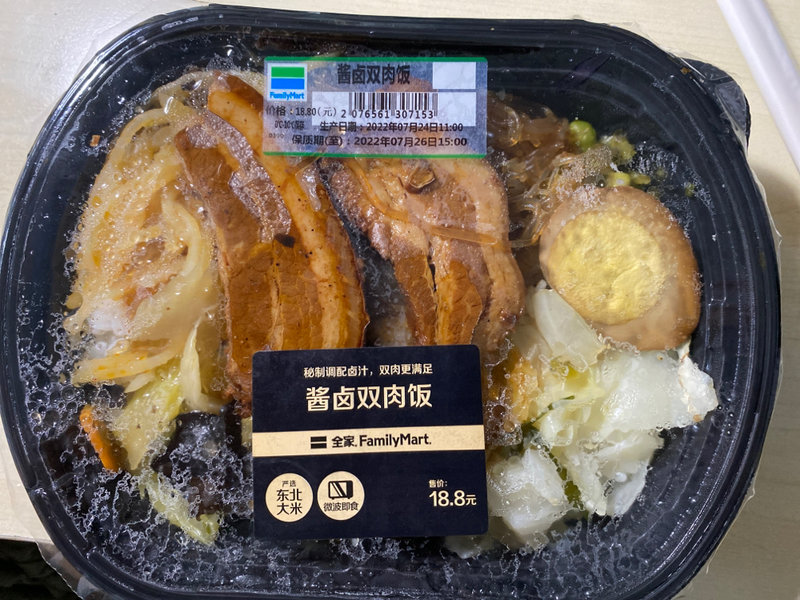 FamilyMart
酱卤双肉饭
价格:18.80(元)
2 076561 307153
生产日期:2022年07月24日11:00
保质期(至):2022年07月26日15:00
秘制调配卤汁,双肉更满足
酱卤双肉饭
全家 FamilyMart
严选
东北
大米
微波即食
售价:
18.8元